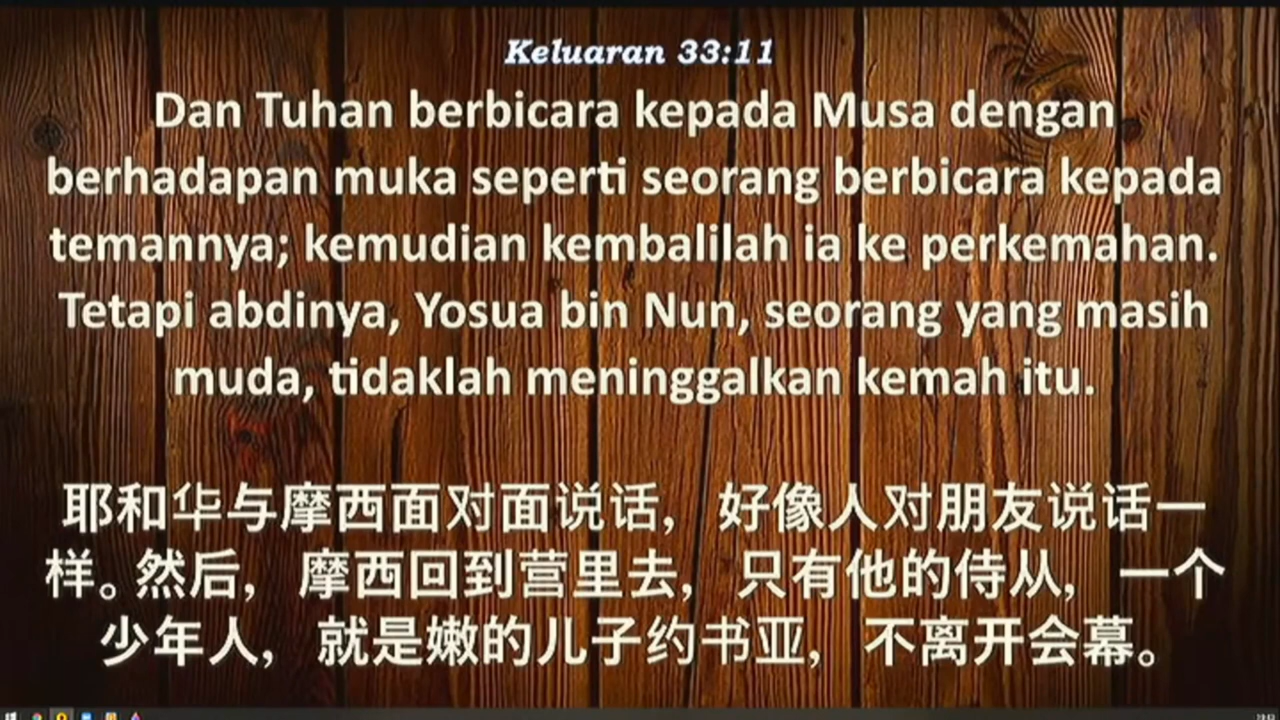 Keluaran 33:11
Dan Tuhan berbicara kepada Musa dengan
berhadapan muka seperti seorang berbicara kepada
temannya; kemudian kembalilah ia ke perkemahan.
Tetapi abdinya, Yosua bin Nun, seorang yang masih
muda, tidaklah meninggalkan kemah itu.
耶和华与摩西面对面说话，好像人对朋友说话一
样。然后，摩西回到营里去，只有他的侍从，一个
少年人，就是嫩的儿子约书亚，不离开会幕。